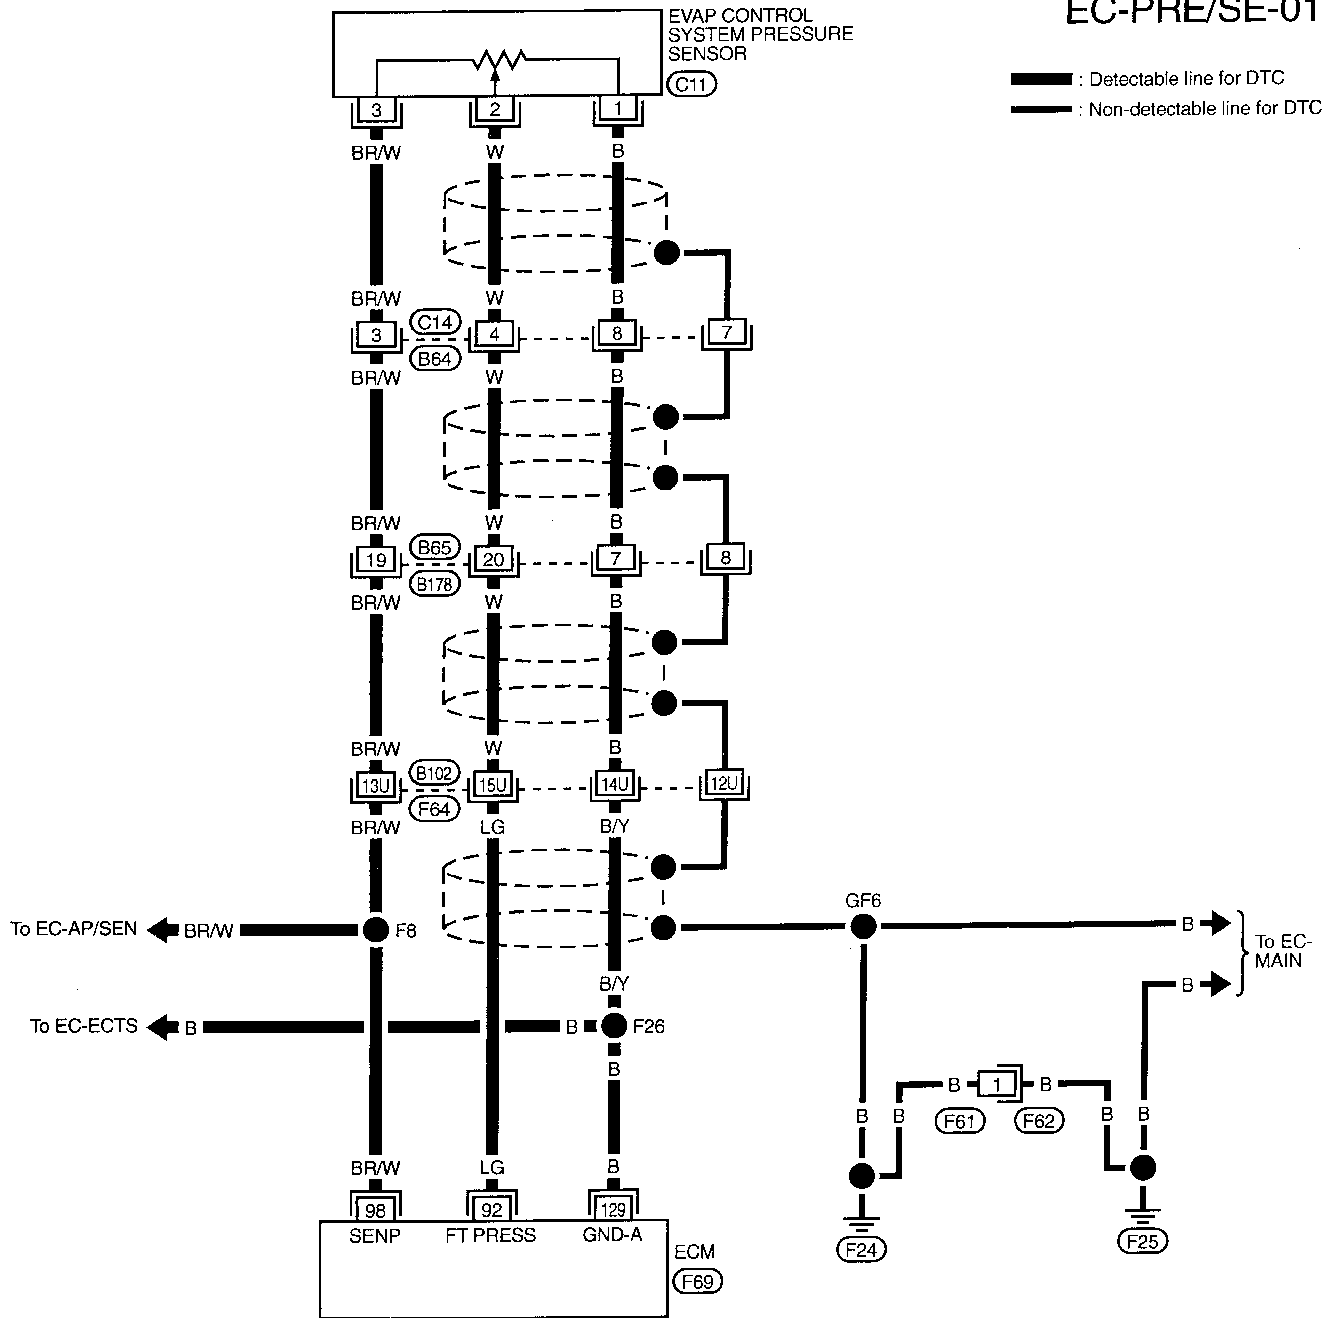 EC-PRE/SE-01
EVAP CONTROL
SYSTEM PRESSURE
SENSOR
C11
: Detectable line for DTC
: Non-detectable line for DTC
3 2 1
BR/W W B
BR/W W B
3 C14 4 8 7
B64
BR/W W B
BR/W W B
19 B65 20 7 8
B178
BR/W W B
BR/W W B
13U B102 15U 14U 12U
F64
BR/W LG B/Y
GF6
To EC-AP/SEN BR/W F8 B
To EC-
MAIN
B/Y B
To EC-ECTS B B F26
B
B 1 B
F61 F62
B B B B
BR/W LG B
98 92 129
SENP FT PRESS GND-A
F24 F25
ECM
F69